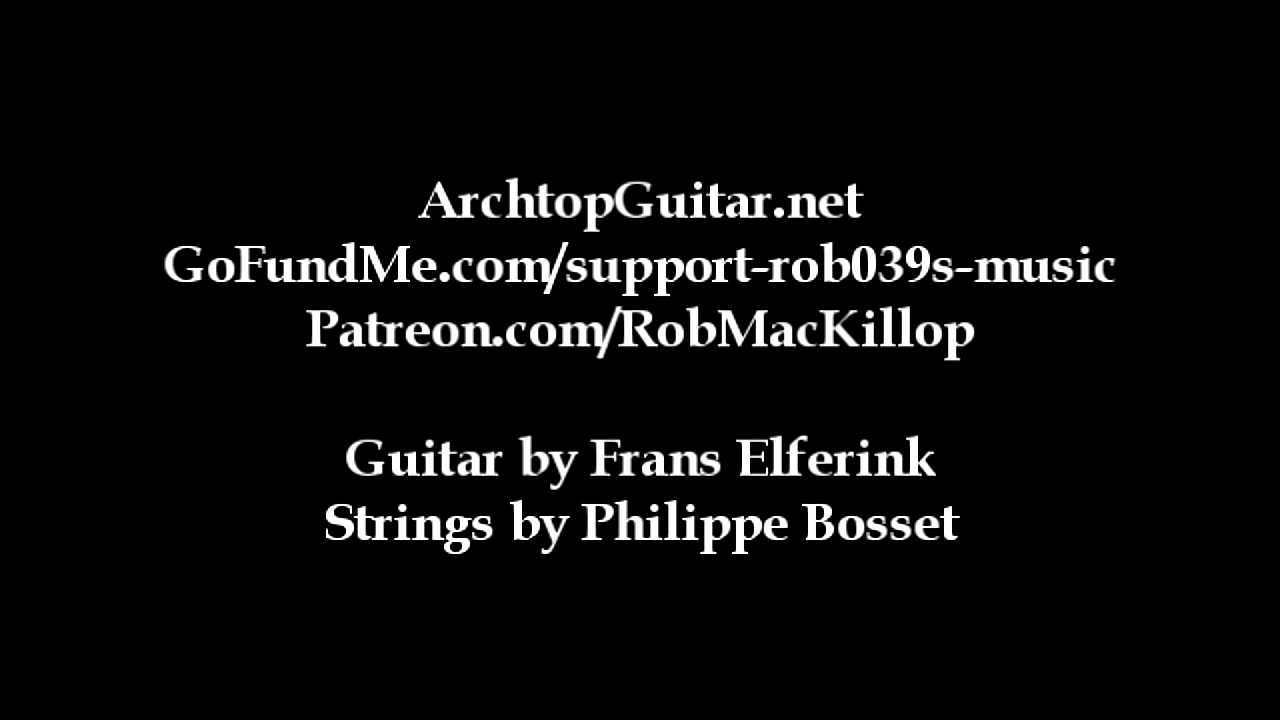 ArchtopGuitar.net
GoFundMe.com/support-rob039s-music
Patreon.com/RobMacKillop
Guitar by Frans Elferink
Strings by Philippe Bosset